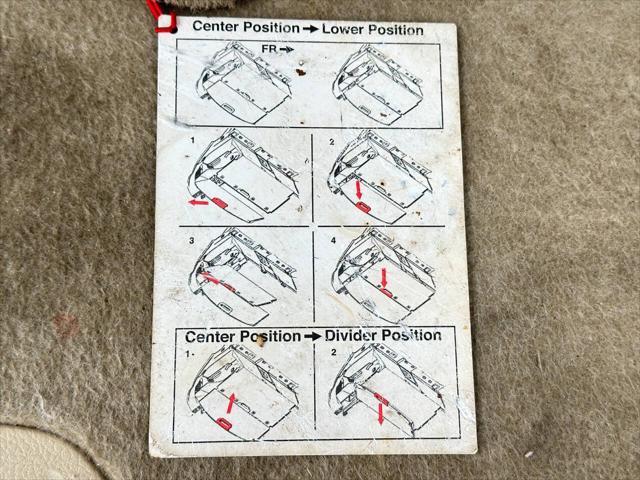 Center Position → Lower Position
FR
1
2
3
4
Center Position → Divider Position
1
2